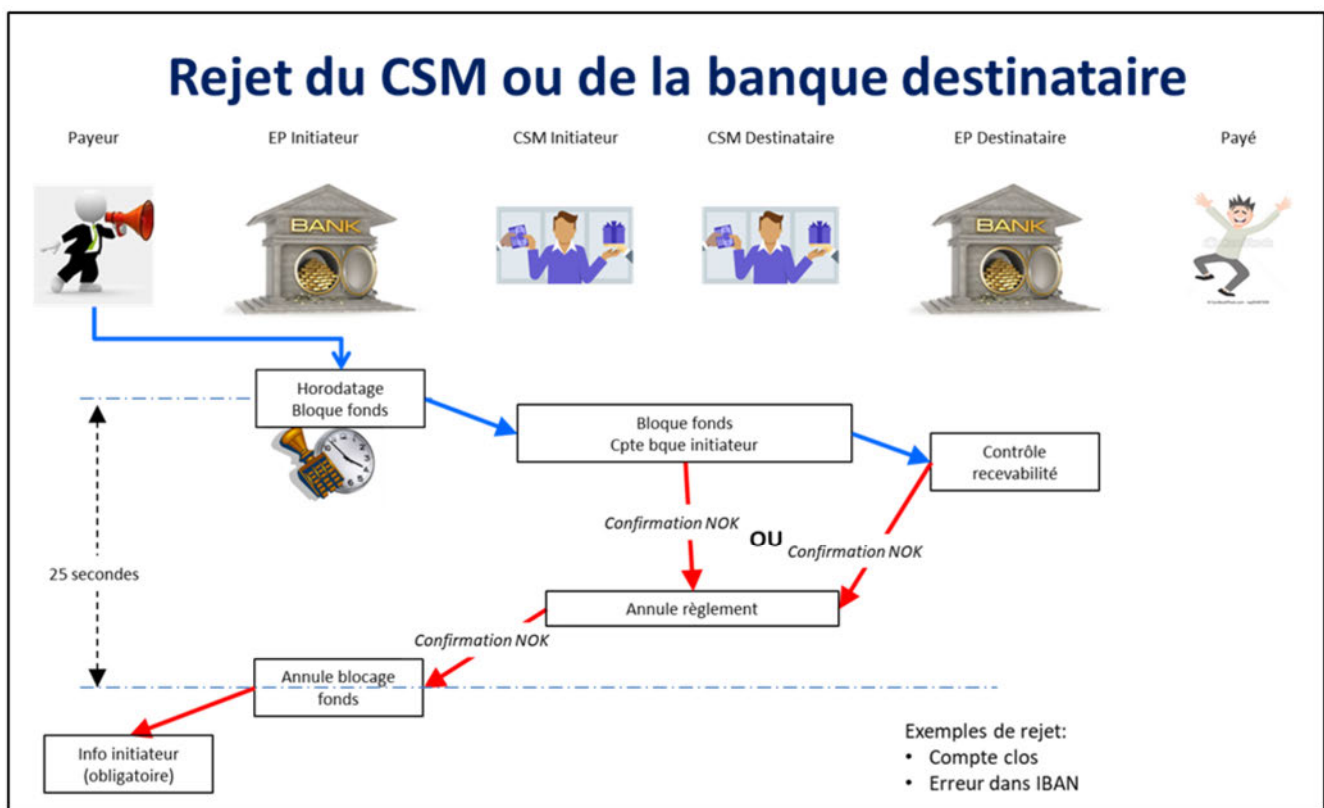 Rejet du CSM ou de la banque destinataire
Payeur
EP Initiateur
CSM Initiateur
CSM Destinataire
EP Destinataire
Payé
BANK
BANK
Horodatage
Bloque fonds
Bloque fonds
Cpte bque initiateur
Contrôle
recevabilité
Confirmation NOK
OU
Confirmation NOK
25 secondes
Annule règlement
Confirmation NOK
Annule blocage
fonds
Info initiateur
(obligatoire)
Exemples de rejet:
• Compte clos
• Erreur dans IBAN